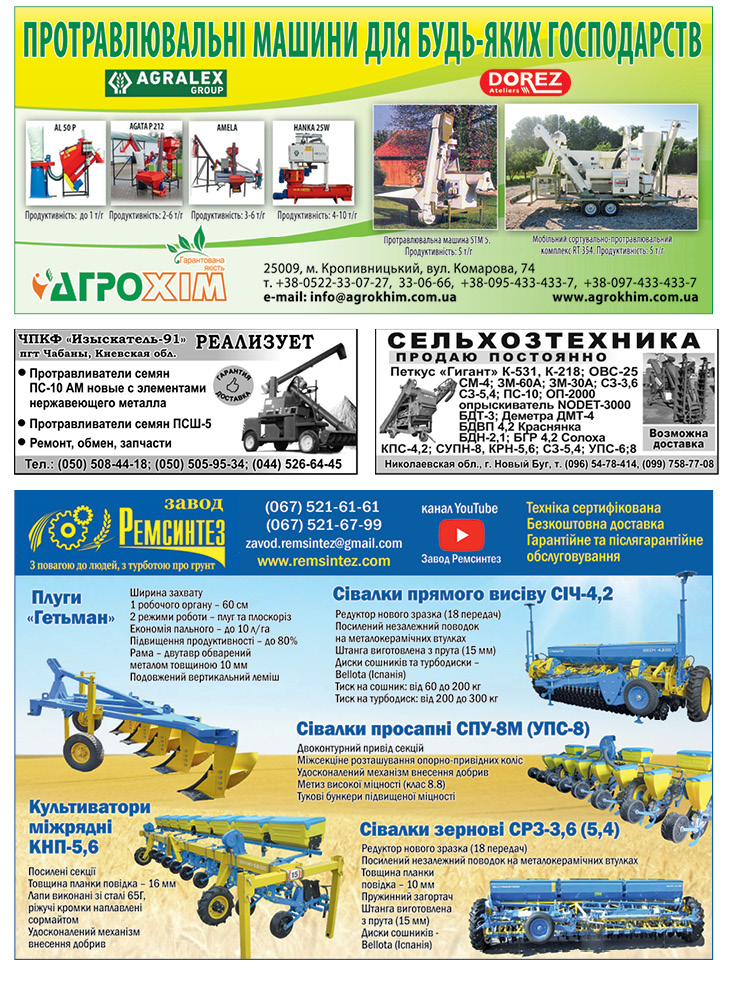 ПРОТРАВЛЮВАЛЬНІ МАШИНИ ДЛЯ БУДЬ-ЯКИХ ГОСПОДАРСТВ
AGRALEX
GROUP
DOREZ
Ateliers
AL 50 P
AGATA P 212
AMELA
HANKA 25W
Продуктивність: до 1 т/г
Продуктивність: 2-6 т/г
Продуктивність: 3-6 т/г
Продуктивність: 4-10 т/г
Протравлювальна машина STM 5.
Продуктивність: 5 т/г
Мобільний сортувально-протравлювальний
комплекс RT 354. Продуктивність: 5 т/г
Гарантована
якість
АГРОХІМ
25009, м. Кропивницький, вул. Комарова, 74
т. +38-0522-33-07-27, 33-06-66, +38-095-433-433-7, +38-097-433-433-7
e-mail: info@agrokhim.com.ua
www.agrokhim.com.ua
ЧПКФ «Изыскатель-91»
пгт Чабаны, Киевская обл.
РЕАЛИЗУЕТ
• Протравливатели семян
ПС-10 АМ новые с элементами
нержавеющего металла
• Протравливатели семян ПСШ-5
• Ремонт, обмен, запчасти
ГАРАНТИЯ
ДОСТАВКА
Тел.: (050) 508-44-18; (050) 505-95-34; (044) 526-64-45
СЕЛЬХОЗТЕХНИКА
ПРОДАЮ ПОСТОЯННО
Петкус «Гигант» К-531, К-218; ОВС-25
СМ-4; ЗМ-60А; ЗМ-30А; СЗ-3,6
СЗ-5,4; ПС-10; ОП-2000
опрыскиватель NODET-3000
БДТ-3; Деметра ДМТ-4
БДВП 4,2 Краснянка
БДН-2,1; БГР 4,2 Солоха
КПС-4,2; СУПН-8, КРН-5,6; СЗ-5,4; УПС-6;8
Возможна
доставка
Николаевская обл., г. Новый Буг, т. (096) 54-78-414, (099) 758-77-08
завод
Ремсинтез
З повагою до людей, з турботою про грунт
(067) 521-61-61
(067) 521-67-99
zavod.remsintez@gmail.com
www.remsintez.com
канал YouTube
Завод Ремсинтез
Техніка сертифікована
Безкоштовна доставка
Гарантійне та післягарантійне
обслуговування
Плуги
«Гетьман»
Ширина захвату
1 робочого органу – 60 см
2 режими роботи – плуг та плоскоріз
Економія пального – до 10 л/га
Підвищення продуктивності – до 80%
Рама – двутавр обварений
металом товщиною 10 мм
Подовжений вертикальний леміш
Сівалки прямого висіву СІЧ-4,2
Редуктор нового зразка (18 передач)
Посилений незалежний поводок
на металокерамічних втулках
Штанга виготовлена з прута (15 мм)
Диски сошників та турбодиски –
Bellota (Іспанія)
Тиск на сошник: від 60 до 200 кг
Тиск на турбодиск: від 200 до 300 кг
Сівалки просапні СПУ-8М (УПС-8)
Двоконтурний привід секцій
Міжсекціне розташування опорно-привідних коліс
Удосконалений механізм внесення добрив
Метиз високої міцності (клас 8.8)
Тукові бункери підвищеної міцності
Культиватори
міжрядні
КНП-5,6
Посилені секції
Товщина планки повідка – 16 мм
Лапи виконані зі сталі 65Г,
ріжучі кромки наплавлені
сормайтом
Удосконалений механізм
внесення добрив
15
Сівалки зернові СРЗ-3,6 (5,4)
Редуктор нового зразка (18 передач)
Посилений незалежний поводок на металокерамічних втулках
Товщина планки
повідка – 10 мм
Пружинний загортач
Штанга виготовлена
з прута (15 мм)
Диски сошників -
Bellota (Іспанія)